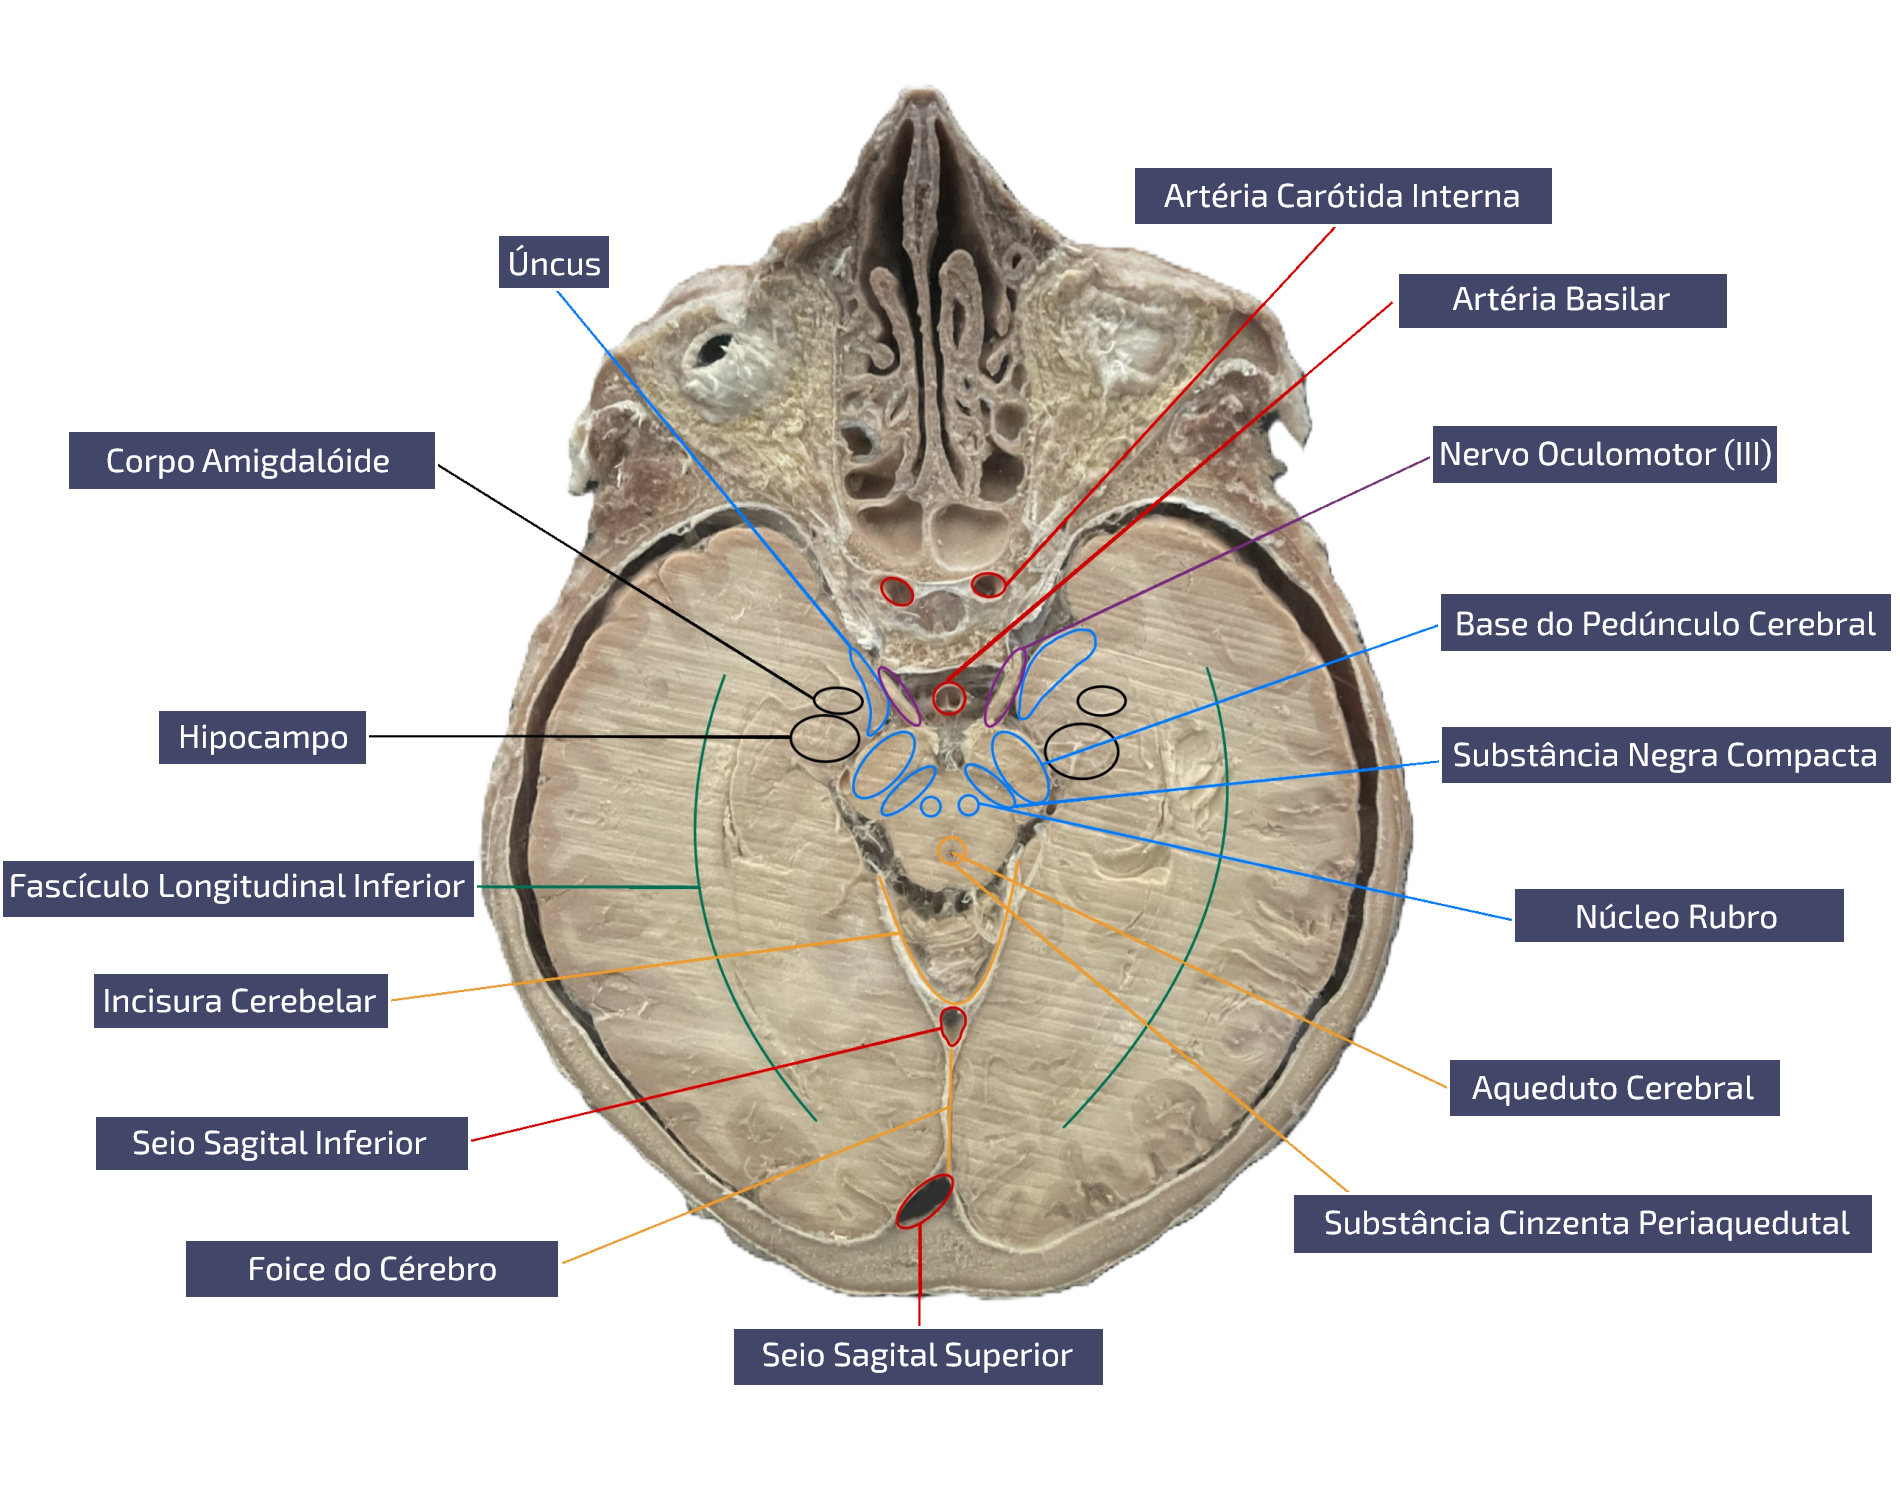 Artéria Carótida Interna
Úncus
Artéria Basilar
Corpo Amigdalóide
Nervo Oculomotor (III)
Base do Pedúnculo Cerebral
Hipocampo
Substância Negra Compacta
Fascículo Longitudinal Inferior
Núcleo Rubro
Incisura Cerebelar
Aqueduto Cerebral
Seio Sagital Inferior
Substância Cinzenta Periaquedutal
Foice do Cérebro
Seio Sagital Superior